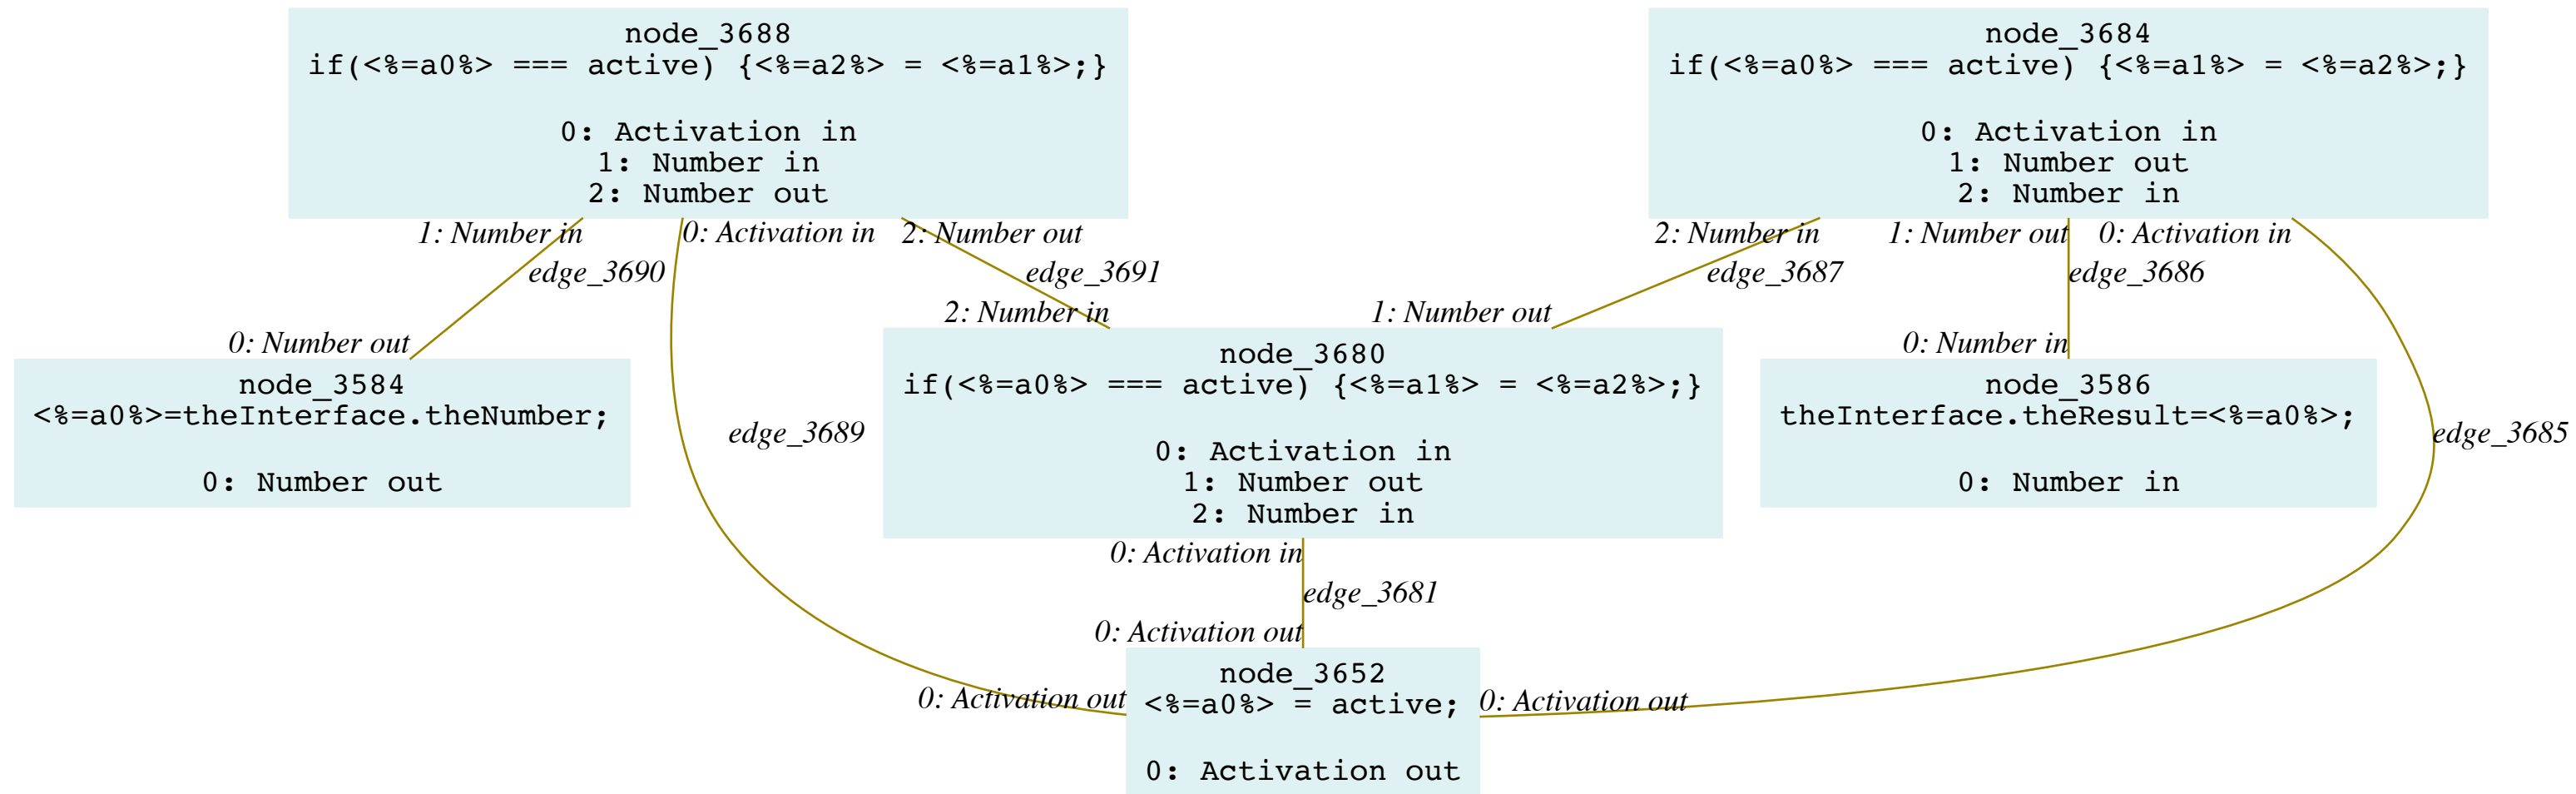 node_3688
if(<%=a0%> === active) {<%=a2%> = <%=a1%>;}
0: Activation in
1: Number in
2: Number out
node_3684
if(<%=a0%> === active) {<%=a1%> = <%=a2%>;}
0: Activation in
1: Number out
2: Number in
1: Number in
0: Activation in
2: Number out
2: Number in
1: Number out
0: Activation in
edge_3690
edge_3691
edge_3687
edge_3686
0: Number out
2: Number in
1: Number out
0: Number in
node_3584
<%=a0%>=theInterface.theNumber;
0: Number out
edge_3689
node_3680
if(<%=a0%> === active) {<%=a1%> = <%=a2%>;}
0: Activation in
1: Number out
2: Number in
node_3586
theInterface.theResult=<%=a0%>;
0: Number in
edge_3685
0: Activation in
edge_3681
0: Activation out
0: Activation out
node_3652
<%=a0%> = active;
0: Activation out
0: Activation out